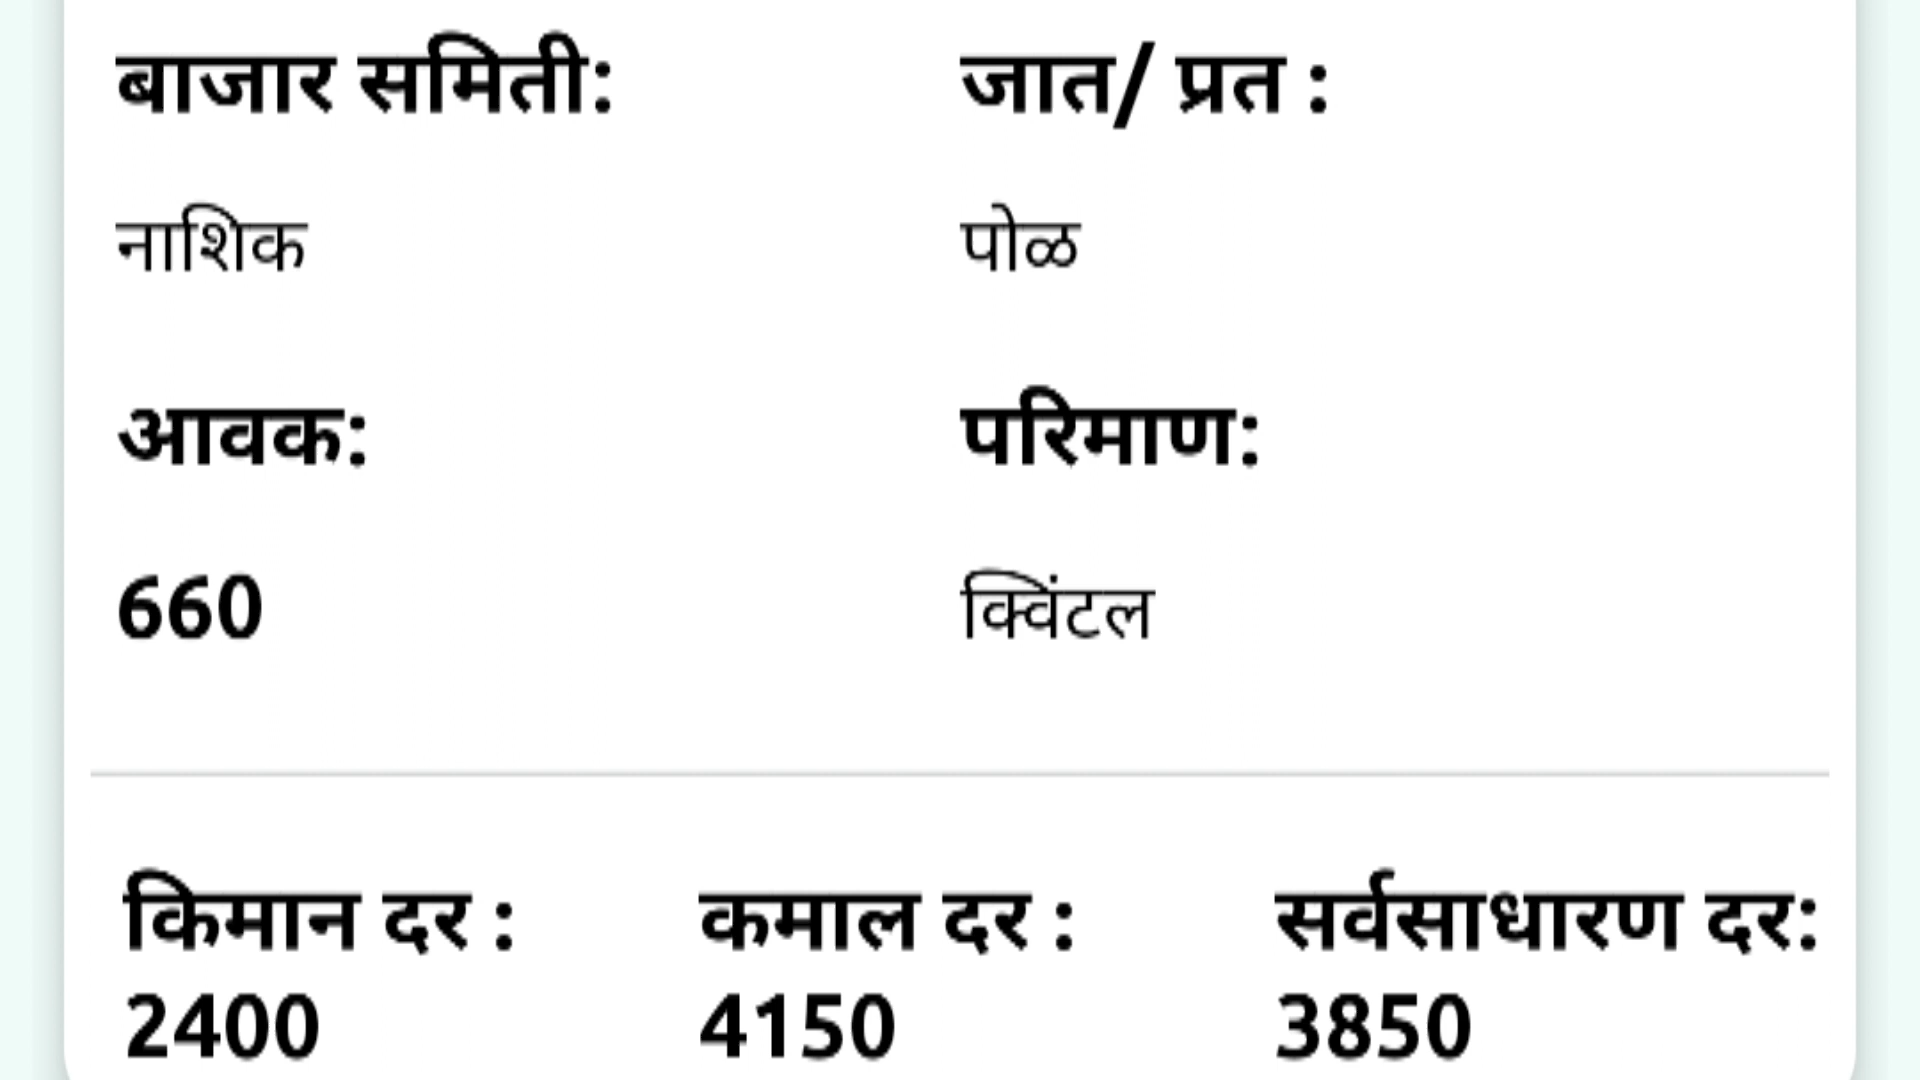 बाजार समिती: जात/ प्रत :
नाशिक पोळ
आवक: परिमाण:
660 क्विंटल
किमान दर : कमाल दर : सर्वसाधारण दर:
2400 4150 3850